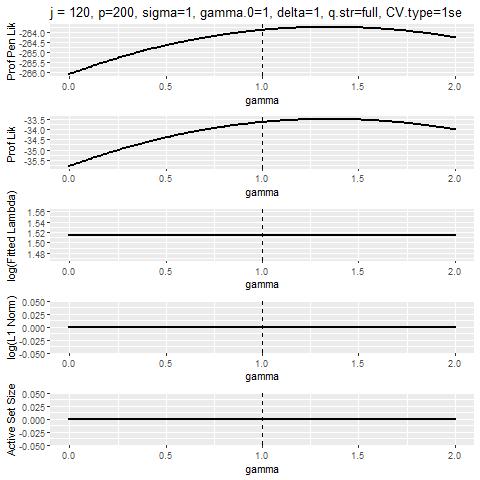 j = 120, p=200, sigma=1, gamma.0=1, delta=1, q.str=full, CV.type=1se
Prof Pen Lik
-264.0
-264.5
-265.0
-265.5
-266.0
0.0 0.5 1.0 1.5 2.0
gamma
Prof Lik
-33.5
-34.0
-34.5
-35.0
-35.5
0.0 0.5 1.0 1.5 2.0
gamma
log(Fitted Lambda)
1.56
1.54
1.52
1.50
1.48
0.0 0.5 1.0 1.5 2.0
gamma
log(L1 Norm)
0.050
0.025
0.000
-0.025
-0.050
0.0 0.5 1.0 1.5 2.0
gamma
Active Set Size
0.050
0.025
0.000
-0.025
-0.050
0.0 0.5 1.0 1.5 2.0
gamma